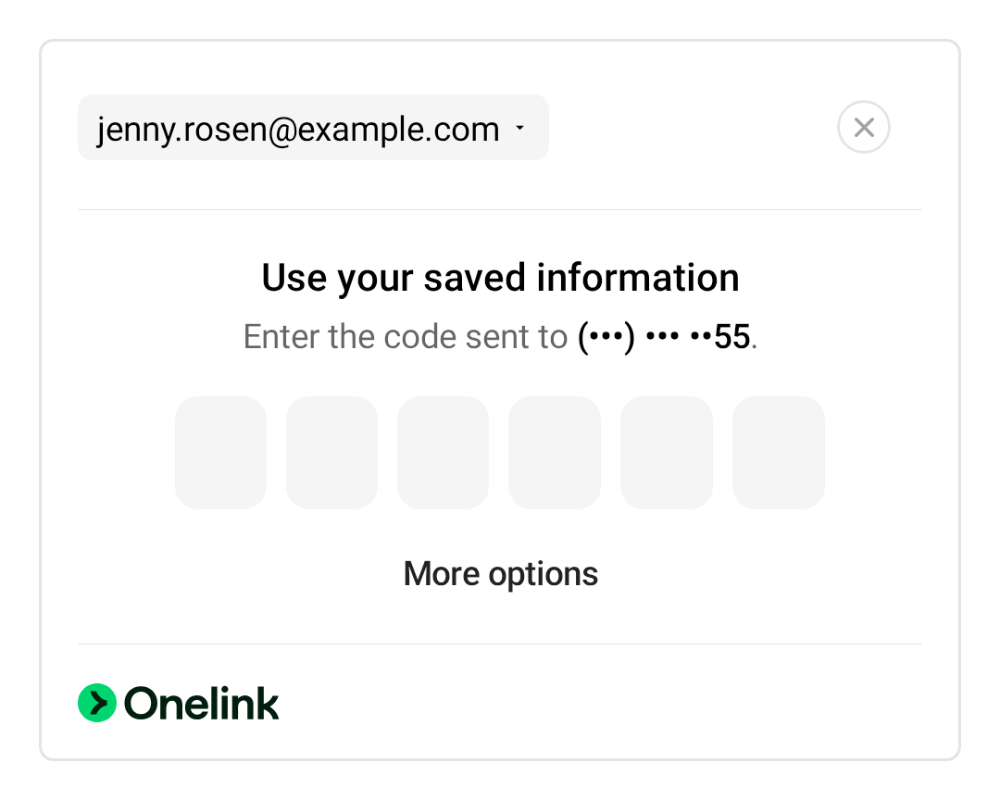 jenny.rosen@example.com
Use your saved information
Enter the code sent to (•••) ••• ••55.
More options
Onelink